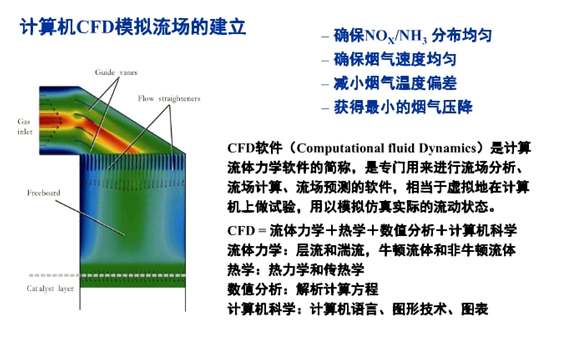 计算机CFD模拟流场的建立
– 确保NOX/NH3 分布均匀
– 确保烟气速度均匀
– 减小烟气温度偏差
– 获得最小的烟气压降
Guide vanes
Flow straighteners
Gas
inlet
Freeboard
Catalyst layer
CFD软件（Computational fluid Dynamics）是计算
流体力学软件的简称，是专门用来进行流场分析、
流场计算、流场预测的软件，相当于虚拟地在计算
机上做试验，用以模拟仿真实际的流动状态。
CFD = 流体力学＋热学＋数值分析＋计算机科学
流体力学：层流和湍流，牛顿流体和非牛顿流体
热学：热力学和传热学
数值分析：解析计算方程
计算机科学：计算机语言、图形技术、图表